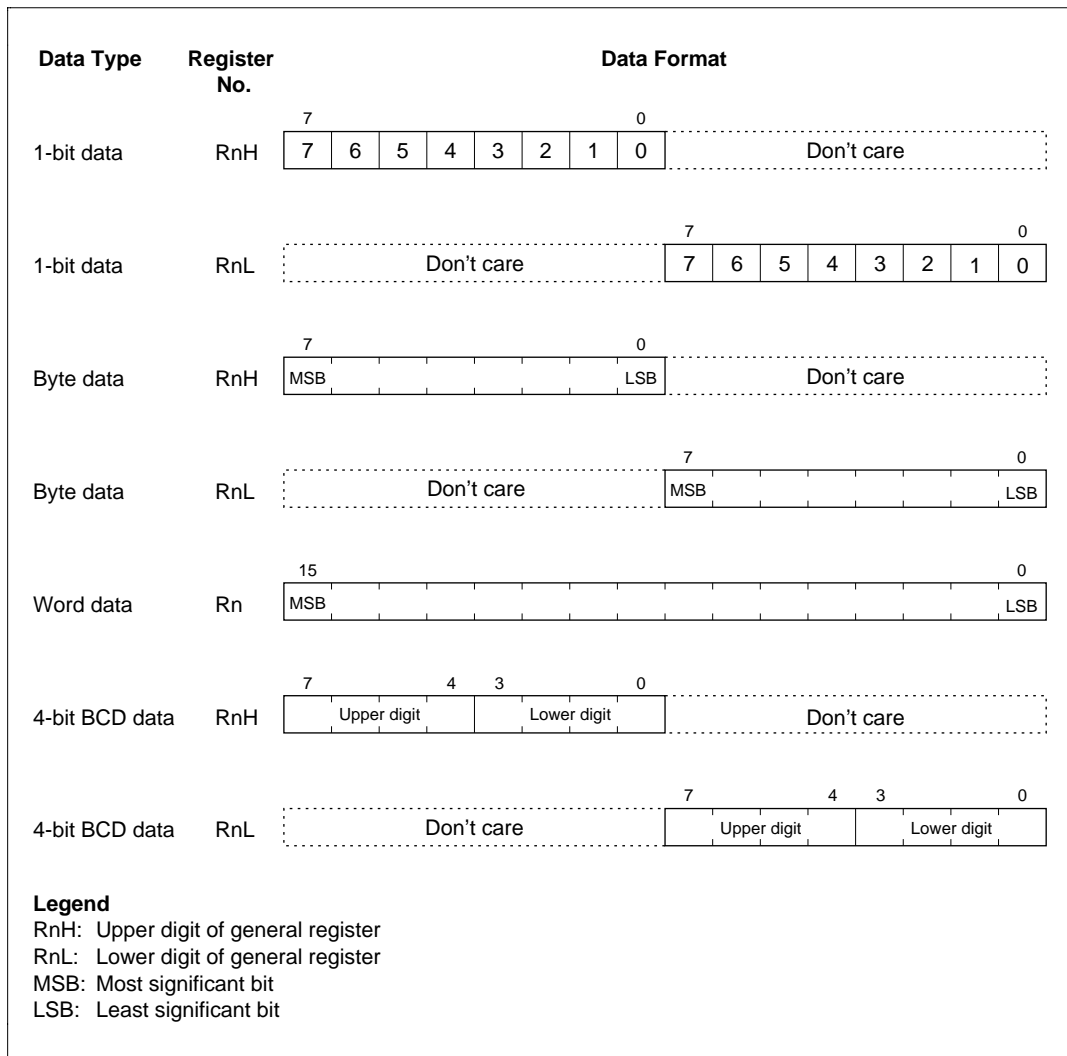 Data Type Register No. Data Format
7 0
1-bit data RnH 7 6 5 4 3 2 1 0 Don't care
7 0
1-bit data RnL Don't care 7 6 5 4 3 2 1 0
7 0
Byte data RnH MSB LSB Don't care
7 0
Byte data RnL Don't care MSB LSB
15 0
Word data Rn MSB LSB
7 4 3 0
4-bit BCD data RnH Upper digit Lower digit Don't care
7 4 3 0
4-bit BCD data RnL Don't care Upper digit Lower digit
Legend
RnH: Upper digit of general register
RnL: Lower digit of general register
MSB: Most significant bit
LSB: Least significant bit